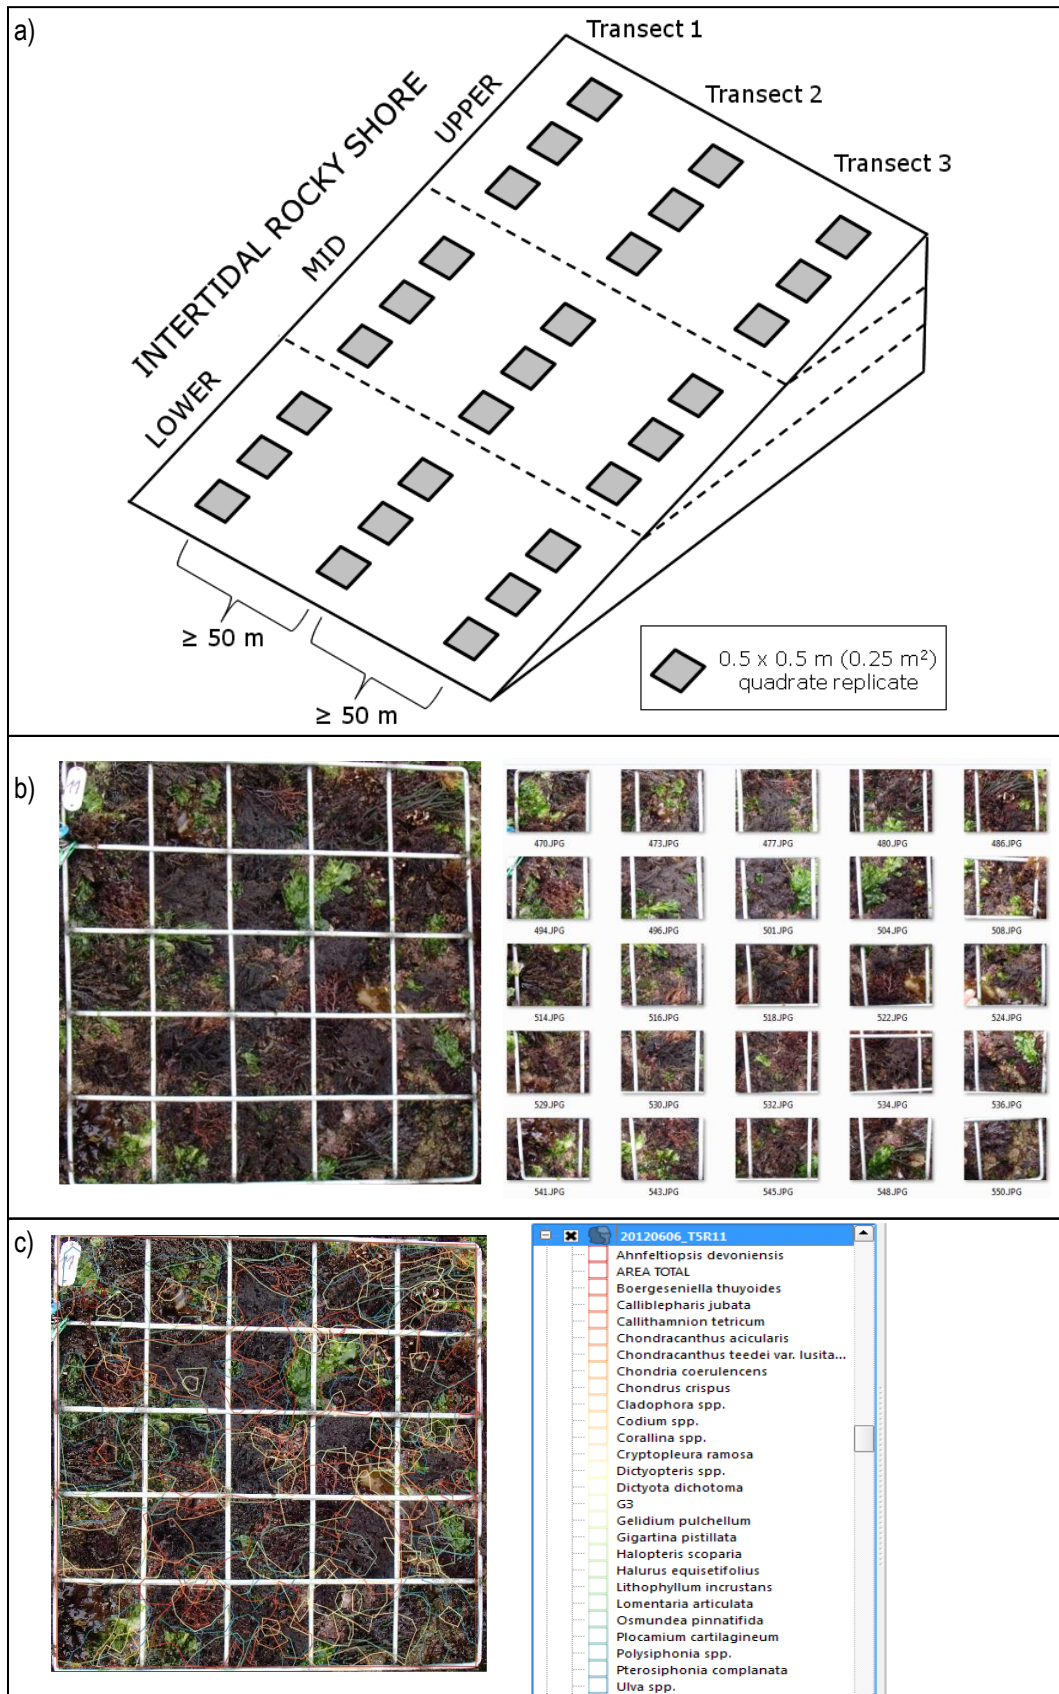 a)
Transect 1
Transect 2
Transect 3
INTERTIDAL ROCKY SHORE
UPPER
MID
LOWER
≥ 50 m
≥ 50 m
0.5 x 0.5 m (0.25 m²)
quadrate replicate
b)
11
470.JPG
473.JPG
477.JPG
480.JPG
486.JPG
494.JPG
496.JPG
501.JPG
504.JPG
508.JPG
514.JPG
516.JPG
518.JPG
522.JPG
524.JPG
529.JPG
530.JPG
532.JPG
534.JPG
536.JPG
541.JPG
543.JPG
545.JPG
548.JPG
550.JPG
c)
11
20120606_T5R11
Ahnfeltiopsis devoniensis
AREA TOTAL
Boergeseniella thuyoides
Calliblepharis jubata
Callithamnion tetricum
Chondracanthus acicularis
Chondracanthus teedei var. lusita...
Chondria coerulencens
Chondrus crispus
Cladophora spp.
Codium spp.
Corallina spp.
Cryptopleura ramosa
Dictyopteris spp.
Dictyota dichotoma
G3
Gelidium pulchellum
Gigartina pistillata
Halopteris scoparia
Halurus equisetifolius
Lithophyllum incrustans
Lomentaria articulata
Osmundea pinnatifida
Plocamium cartilagineum
Polysiphonia spp.
Pterosiphonia complanata
Ulva spp.